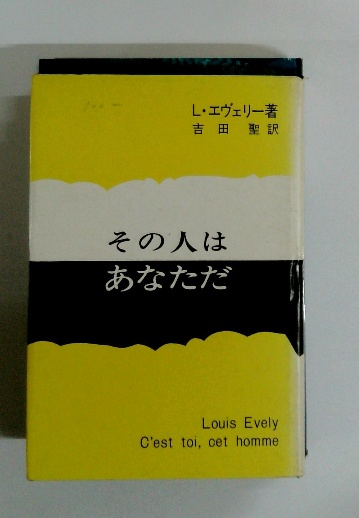 L・エヴェリー著
吉田 聖訳
その人は
あなただ
Louis Evely
C'est toi, cet homme